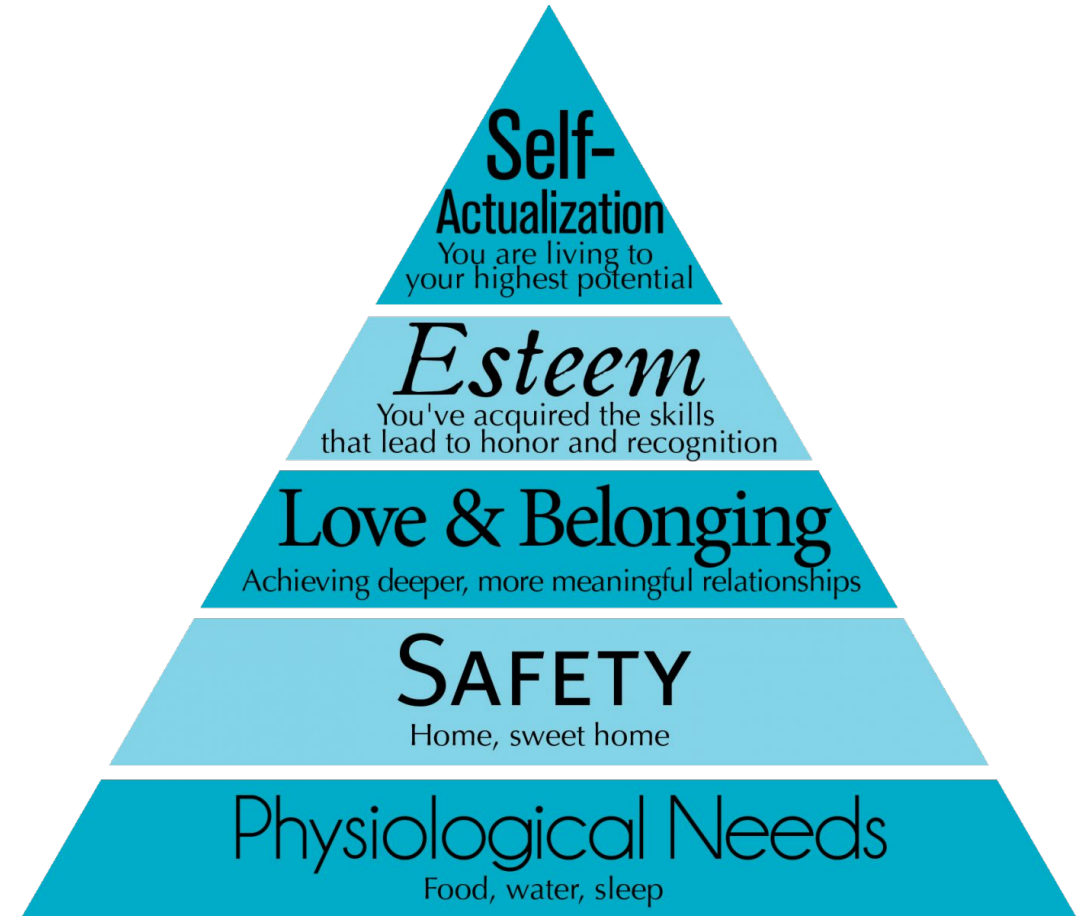 Self-
Actualization
You are living to
your highest potential
Esteem
You've acquired the skills
that lead to honor and recognition
Love & Belonging
Achieving deeper, more meaningful relationships
SAFETY
Home, sweet home
Physiological Needs
Food, water, sleep